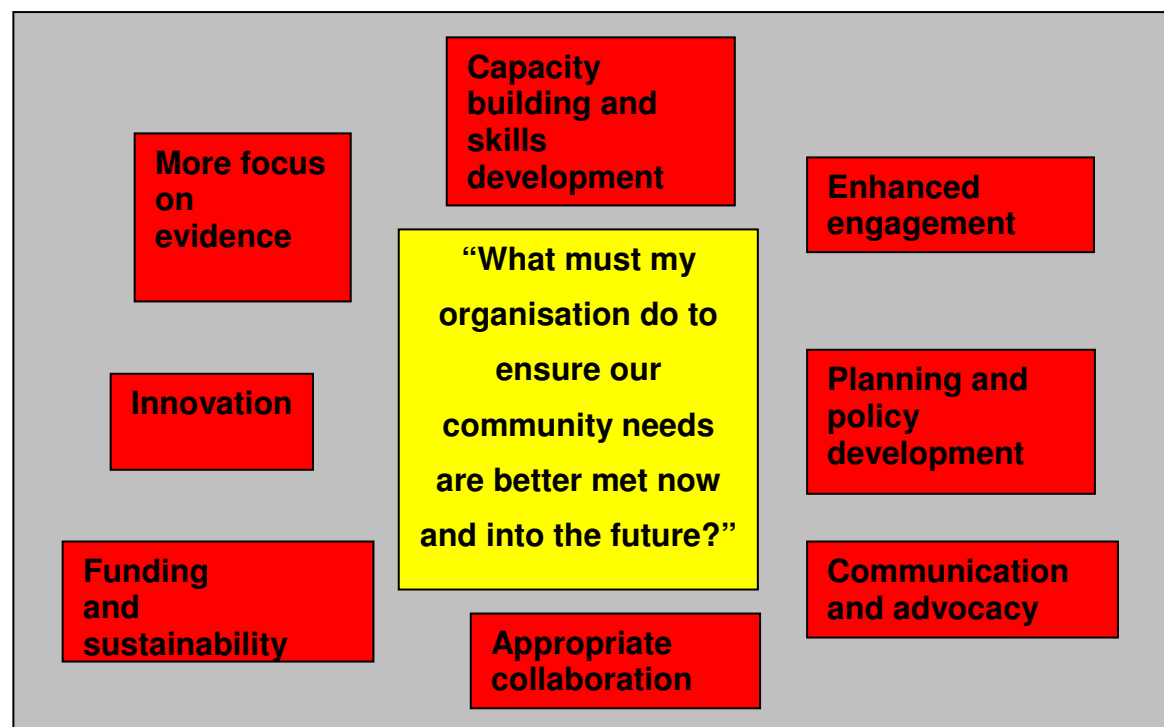 Capacity
building and
skills
development
More focus
on
evidence
Enhanced
engagement
“What must my
organisation do to
ensure our
community needs
are better met now
and into the future?”
Innovation
Planning and
policy
development
Funding
and
sustainability
Communication
and advocacy
Appropriate
collaboration